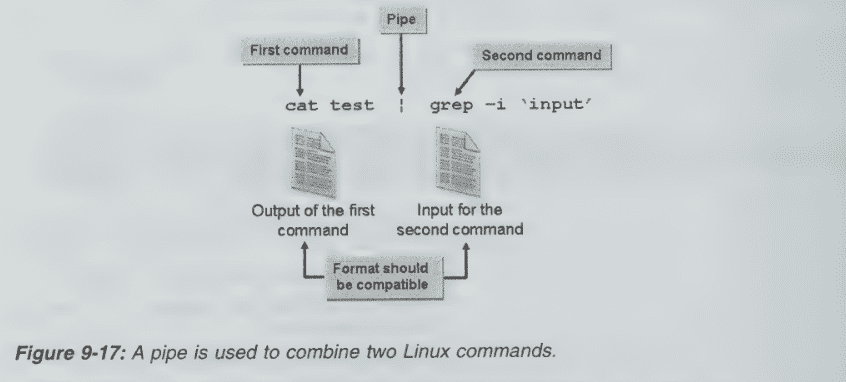 Pipe
First command
Second command
cat test ¦ grep -i `input'
Output of the first
command
Input for the
second command
Format should
be compatible
Figure 9-17: A pipe is used to combine two Linux commands.